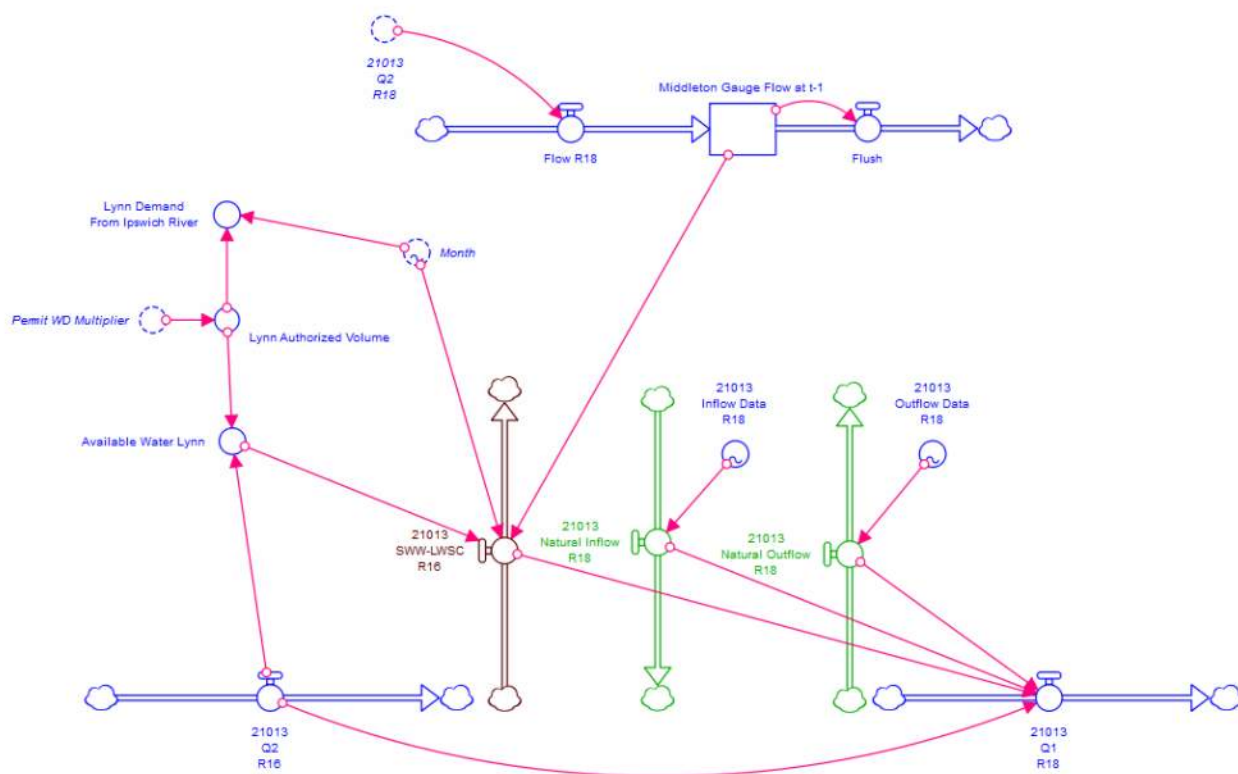 21013
Q2
R18
Middleton Gauge Flow at t-1
Flow R18
Flush
Lynn Demand
From Ipswich River
Month
Permit WD Multiplier
Lynn Authorized Volume
21013
Inflow Data
R18
21013
Outflow Data
R18
Available Water Lynn
21013
SWW-LWSC
R16
21013
Natural Inflow
R18
21013
Natural Outflow
R18
21013
Q2
R16
21013
Q1
R18